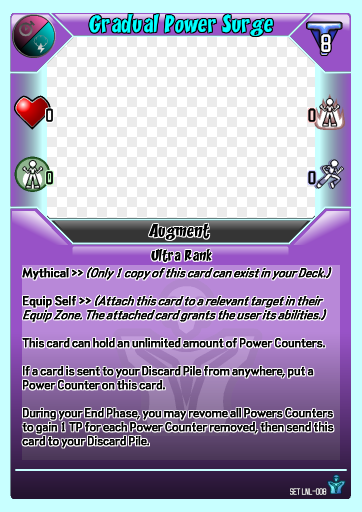 Gradual Power Surge
8
0
0
0
0
Augment
Ultra Rank
Mythical >> (Only 1 copy of this card can exist in your Deck.)
Equip Self >> (Attach this card to a relevant target in their
Equip Zone. The attached card grants the user its abilities.)
This card can hold an unlimited amount of Power Counters.
If a card is sent to your Discard Pile from anywhere, put a
Power Counter on this card.
During your End Phase, you may revome all Powers Counters
to gain 1 TP for each Power Counter removed, then send this
card to your Discard Pile.
SET LNL-008